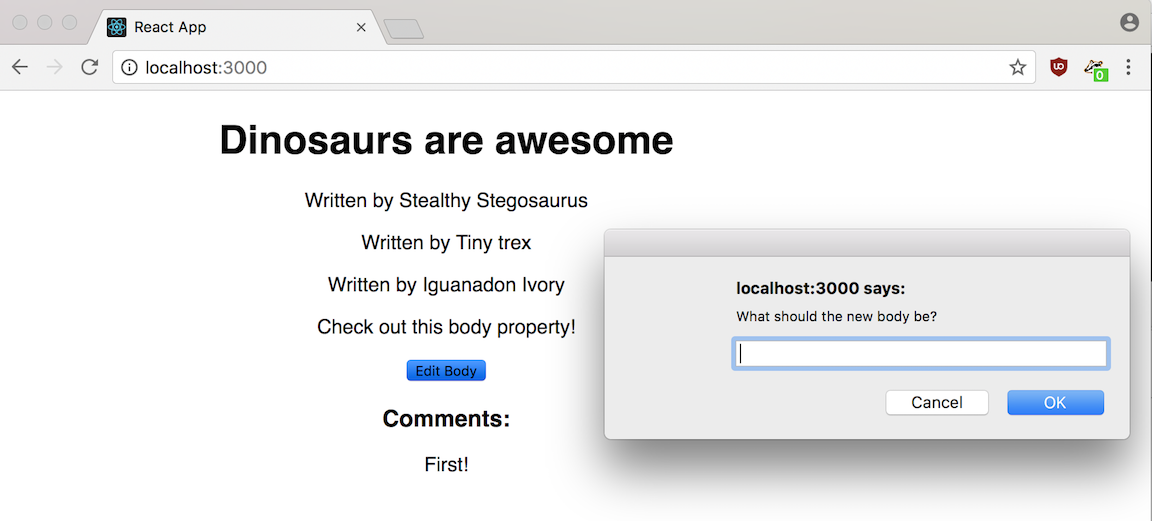 React App
localhost:3000
0
Dinosaurs are awesome
Written by Stealthy Stegosaurus
Written by Tiny trex
Written by Iguanadon Ivory
Check out this body property!
Edit Body
Comments:
First!
localhost:3000 says:
What should the new body be?
Cancel OK